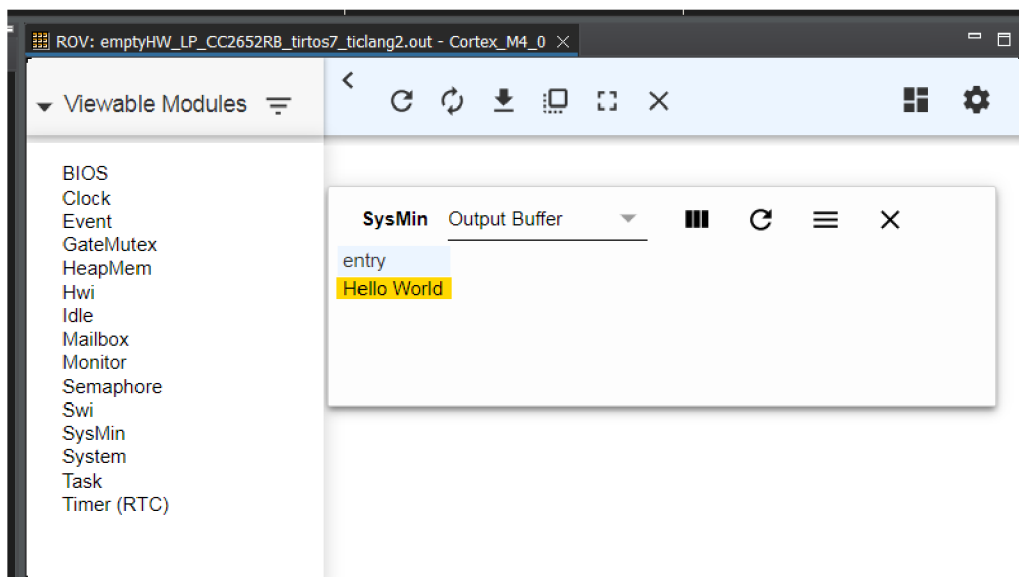 ROV: emptyHW_LP_CC2652RB_tirtos7_ticlang2.out - Cortex_M4_0
Viewable Modules
BIOS
Clock
Event
GateMutex
HeapMem
Hwi
Idle
Mailbox
Monitor
Semaphore
Swi
SysMin
System
Task
Timer (RTC)
SysMin Output Buffer
entry
Hello World